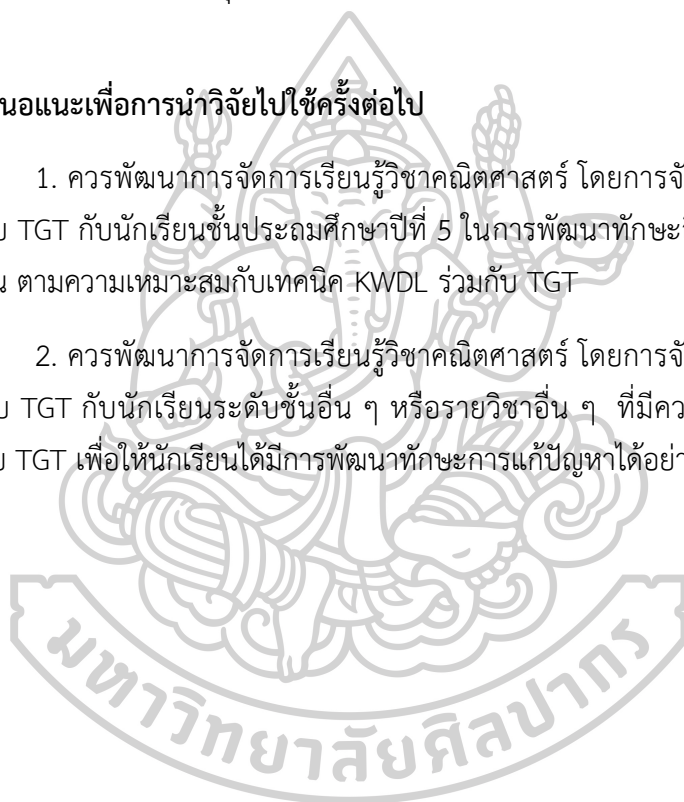 นอแนะเพื่อการนำวิจัยไปใช้ครั้งต่อไป
1. ควรพัฒนาการจัดการเรียนรู้วิชาคณิตศาสตร์ โดยการจั
บ TGT กับนักเรียนชั้นประถมศึกษาปีที่ 5 ในการพัฒนาทักษะ
น ตามความเหมาะสมกับเทคนิค KWDL ร่วมกับ TGT
2. ควรพัฒนาการจัดการเรียนรู้วิชาคณิตศาสตร์ โดยการจั
บ TGT กับนักเรียนระดับชั้นอื่น ๆ หรือรายวิชาอื่น ๆ ที่มีคว
บ TGT เพื่อให้นักเรียนได้มีการพัฒนาทักษะการแก้ปัญหาได้อย่า
มหาวิทยาลัยศิลปากร